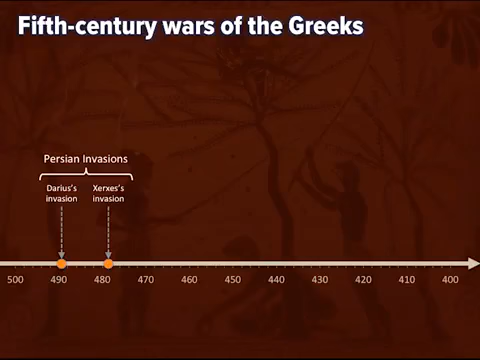 Fifth-century wars of the Greeks
Persian Invasions
Darius's Xerxes's
invasion invasion
500 490 480 470 460 450 440 430 420 410 400